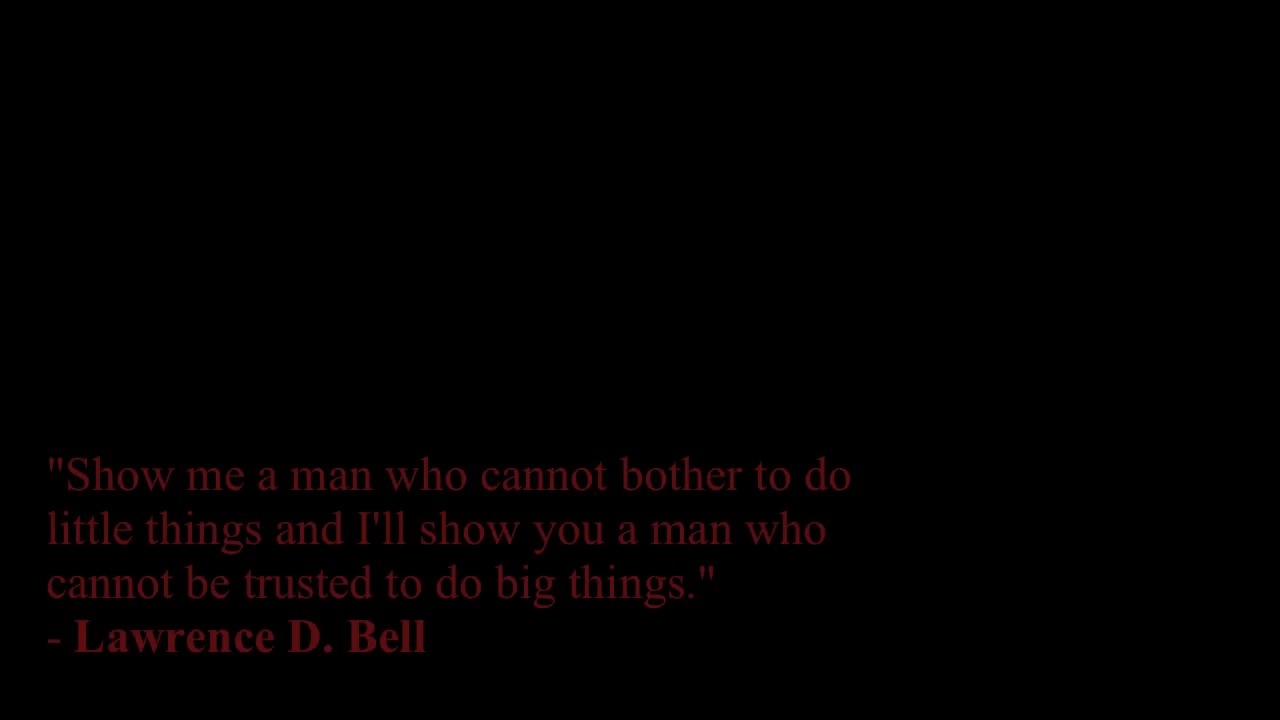 "Show me a man who cannot bother to do
little things and I'll show you a man who
cannot be trusted to do big things."
- Lawrence D. Bell